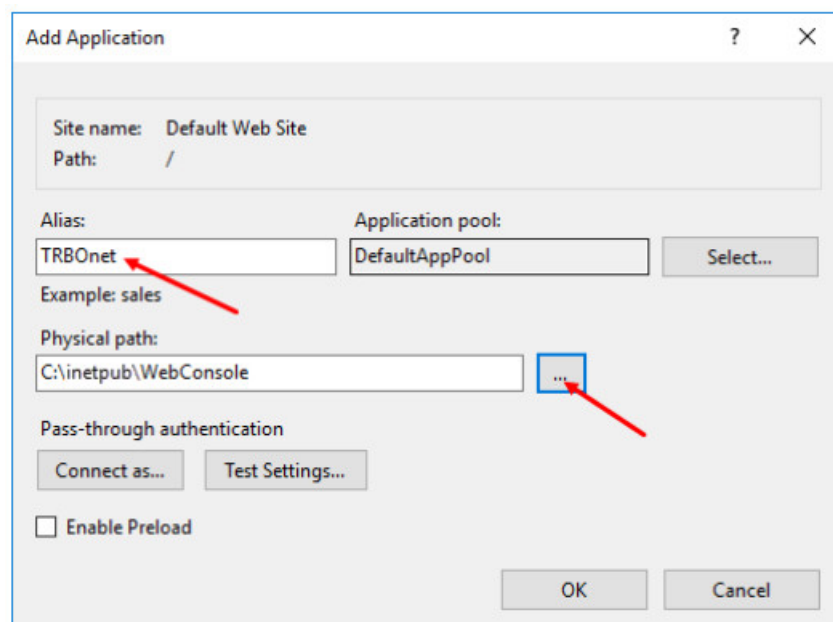 Add Application
?
Site name: Default Web Site
Path: /
Alias:
Application pool:
TRBOnet
DefaultAppPool
Select...
Example: sales
Physical path:
C:\inetpub\WebConsole
...
Pass-through authentication
Connect as...
Test Settings...
Enable Preload
OK
Cancel